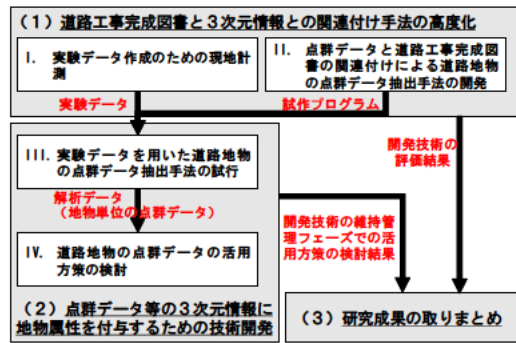 （１）道路工事完成図書と３次元情報との関連付け手法の高度化
I. 実験データ作成のための現地計
測
II. 点群データと道路工事完成図
書の関連付けによる道路地物
の点群データ抽出手法の開発
実験データ
試作プログラム
III. 実験データを用いた道路地物
の点群データ抽出手法の試行
開発技術の
評価結果
解析データ
（地物単位の点群データ）
開発技術の維持管
理フェーズでの活
用方策の検討結果
IV. 道路地物の点群データの活用
方策の検討
（２）点群データ等の３次元情報に
地物属性を付与するための技術開発
（３）研究成果の取りまとめ